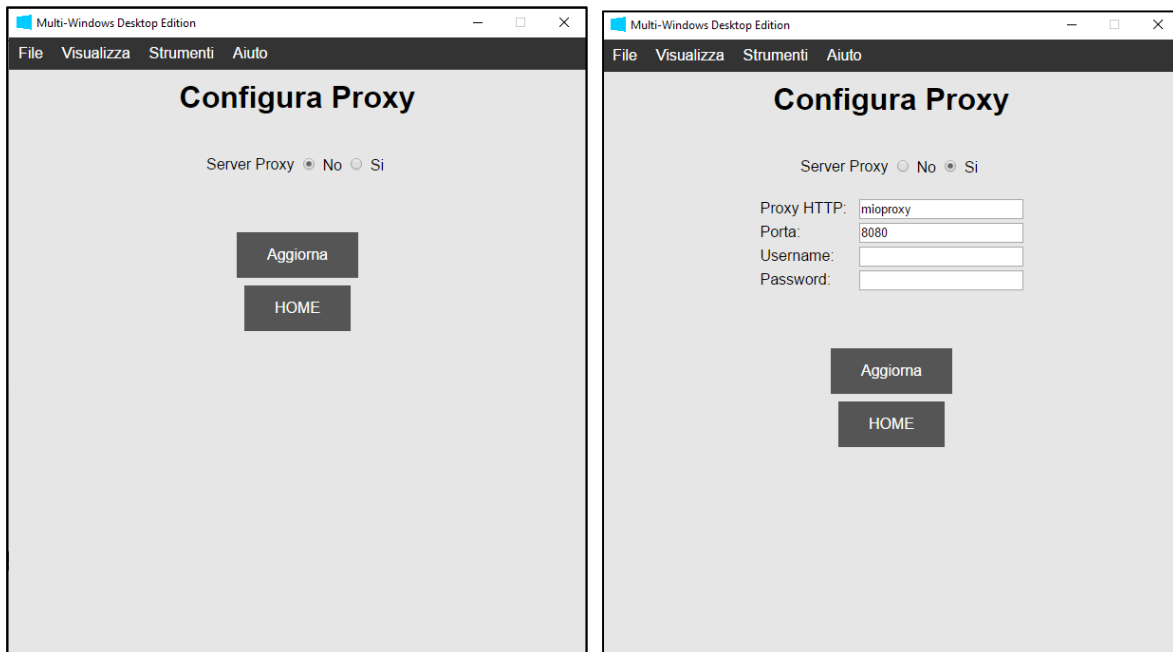 Multi-Windows Desktop Edition
File Visualizza Strumenti Aiuto
Configura Proxy
Server Proxy No Si
Aggiorna
HOME
Multi-Windows Desktop Edition
File Visualizza Strumenti Aiuto
Configura Proxy
Server Proxy No Si
Proxy HTTP: mioproxy
Porta: 8080
Username:
Password:
Aggiorna
HOME